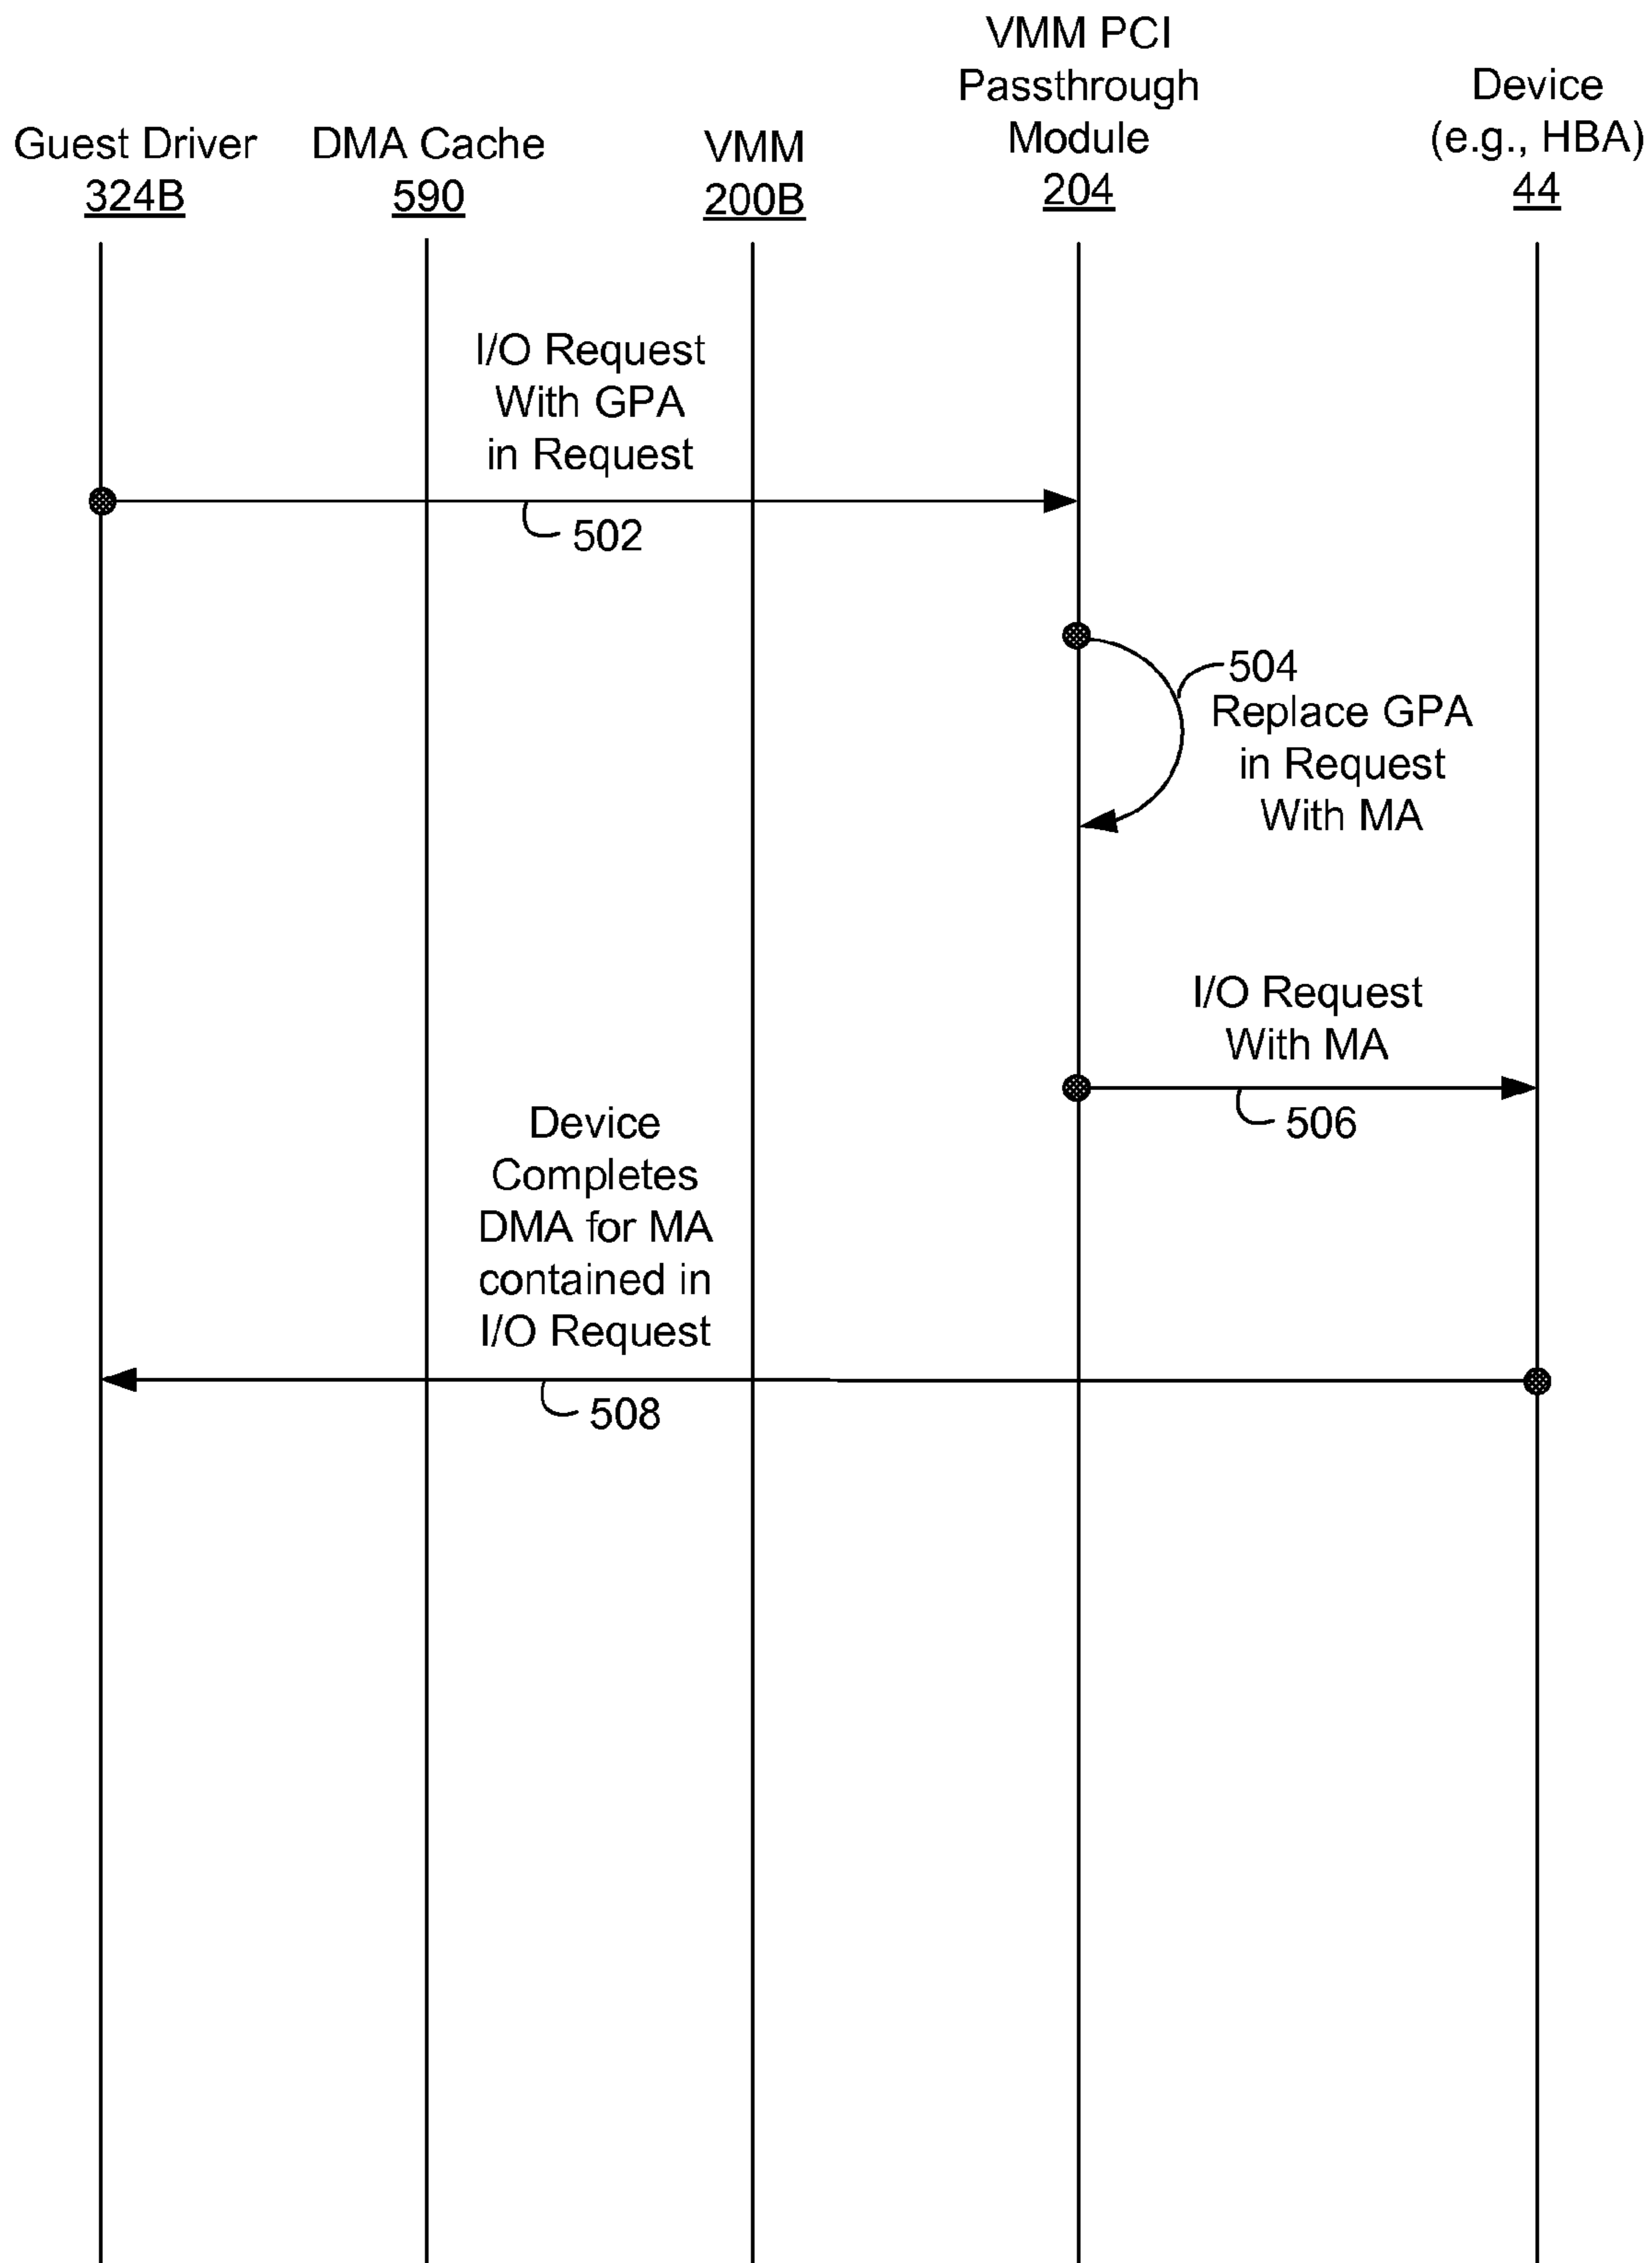 Guest Driver
324B
DMA Cache
590
VMM
200B
VMM PCI
Passthrough
Module
204
Device
(e.g., HBA)
44
I/O Request
With GPA
in Request
502
504
Replace GPA
in Request
With MA
I/O Request
With MA
506
Device
Completes
DMA for MA
contained in
I/O Request
508